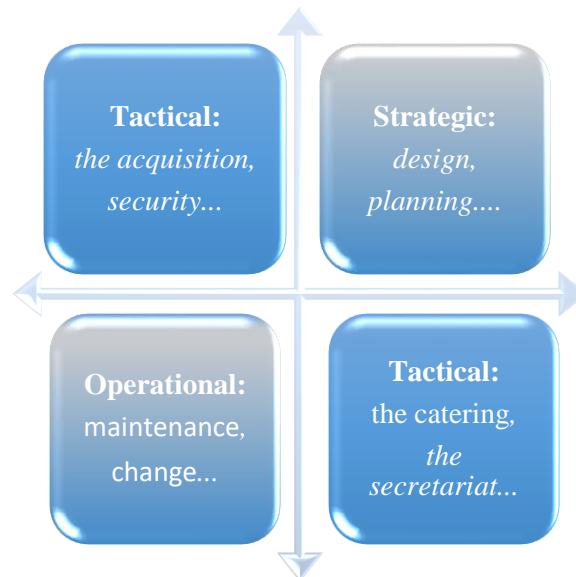 Tactical:
the acquisition,
security...
Strategic:
design,
planning....
Operational:
maintenance,
change...
Tactical:
the catering,
the
secretariat...